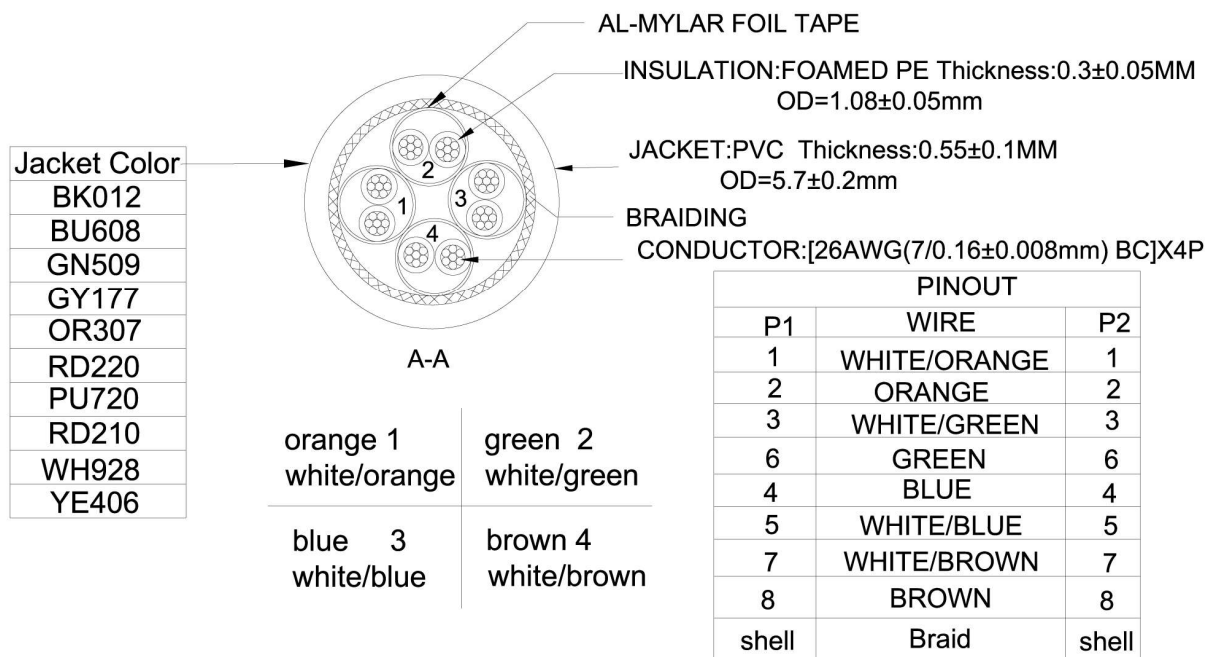 AL-MYLAR FOIL TAPE
INSULATION:FOAMED PE Thickness:0.3±0.05MM
OD=1.08±0.05mm
JACKET:PVC Thickness:0.55±0.1MM
OD=5.7±0.2mm
BRAIDING
CONDUCTOR:[26AWG(7/0.16±0.008mm) BC]X4P
Jacket Color
BK012
BU608
GN509
GY177
OR307
RD220
PU720
RD210
WH928
YE406
2
1
3
4
A-A
orange 1
white/orange
green 2
white/green
blue 3
white/blue
brown 4
white/brown
PINOUT
P1 WIRE P2
1 WHITE/ORANGE 1
2 ORANGE 2
3 WHITE/GREEN 3
6 GREEN 6
4 BLUE 4
5 WHITE/BLUE 5
7 WHITE/BROWN 7
8 BROWN 8
shell Braid shell